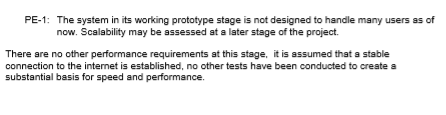 PE-1: The system in its working prototype stage is not designed to handle many users as of
now. Scalability may be assessed at a later stage of the project.
There are no other performance requirements at this stage, it is assumed that a stable
connection to the internet is established, no other tests have been conducted to create a
substantial basis for speed and performance.